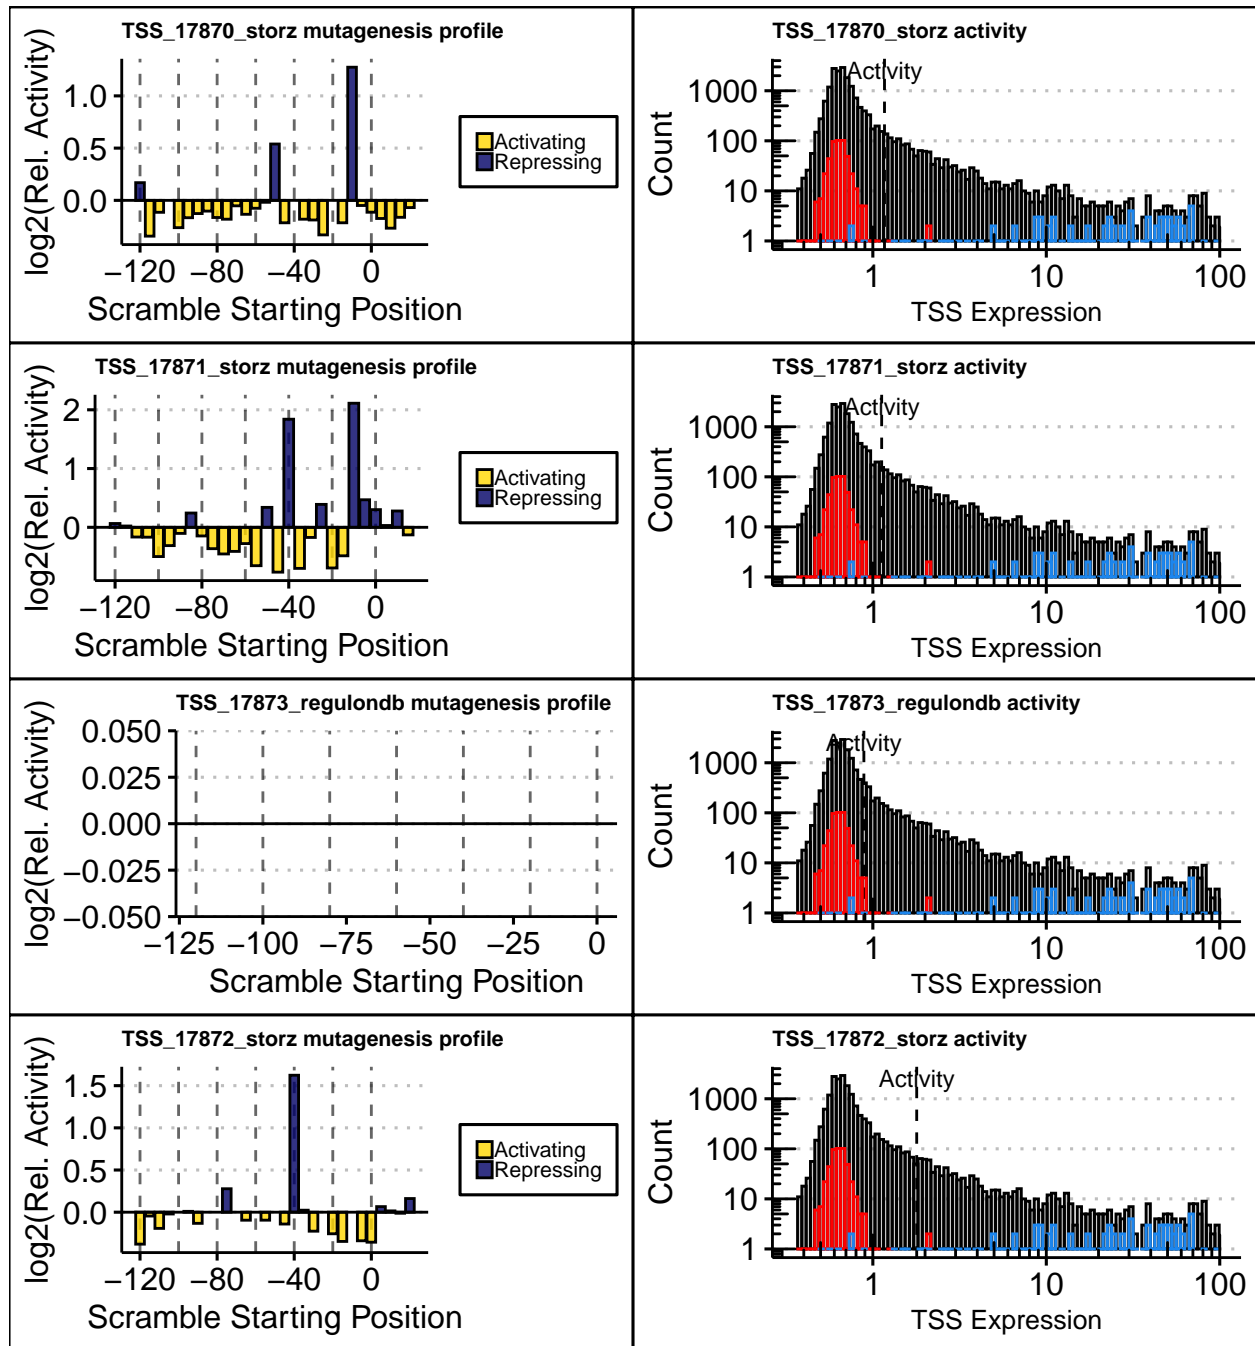 TSS_17870_storz mutagenesis profile
log2(Rel. Activity)
1.0
0.5
0.0
−120 −80 −40 0
Scramble Starting Position
Activating
Repressing
TSS_17870_storz activity
Activity
Count
1000
100
10
1
1 10 100
TSS Expression
TSS_17871_storz mutagenesis profile
log2(Rel. Activity)
2
1
0
−120 −80 −40 0
Scramble Starting Position
Activating
Repressing
TSS_17871_storz activity
Activity
Count
1000
100
10
1
1 10 100
TSS Expression
TSS_17873_regulondb mutagenesis profile
log2(Rel. Activity)
0.050
0.025
0.000
−0.025
−0.050
−125 −100 −75 −50 −25 0
Scramble Starting Position
TSS_17873_regulondb activity
Activity
Count
1000
100
10
1
1 10 100
TSS Expression
TSS_17872_storz mutagenesis profile
log2(Rel. Activity)
1.5
1.0
0.5
0.0
−120 −80 −40 0
Scramble Starting Position
Activating
Repressing
TSS_17872_storz activity
Activity
Count
1000
100
10
1
1 10 100
TSS Expression